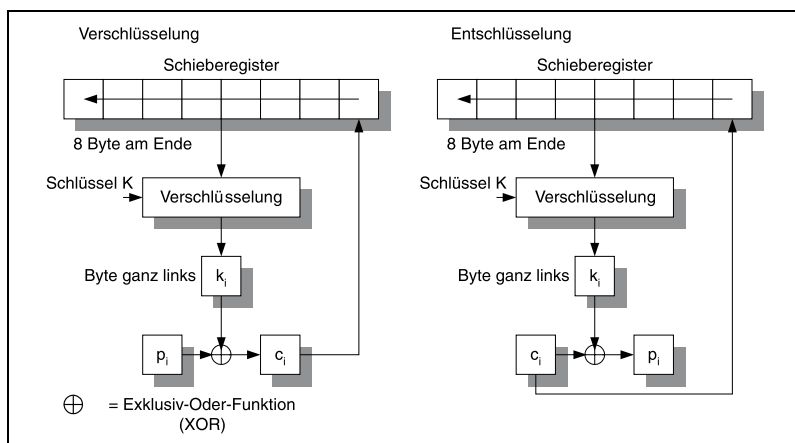 Verschlüsselung
Schieberegister
8 Byte am Ende
Schlüssel K
Verschlüsselung
Byte ganz links
kᵢ
pᵢ
cᵢ
⊕ = Exklusiv-Oder-Funktion
(XOR)
Entschlüsselung
Schieberegister
8 Byte am Ende
Schlüssel K
Verschlüsselung
Byte ganz links
kᵢ
cᵢ
pᵢ